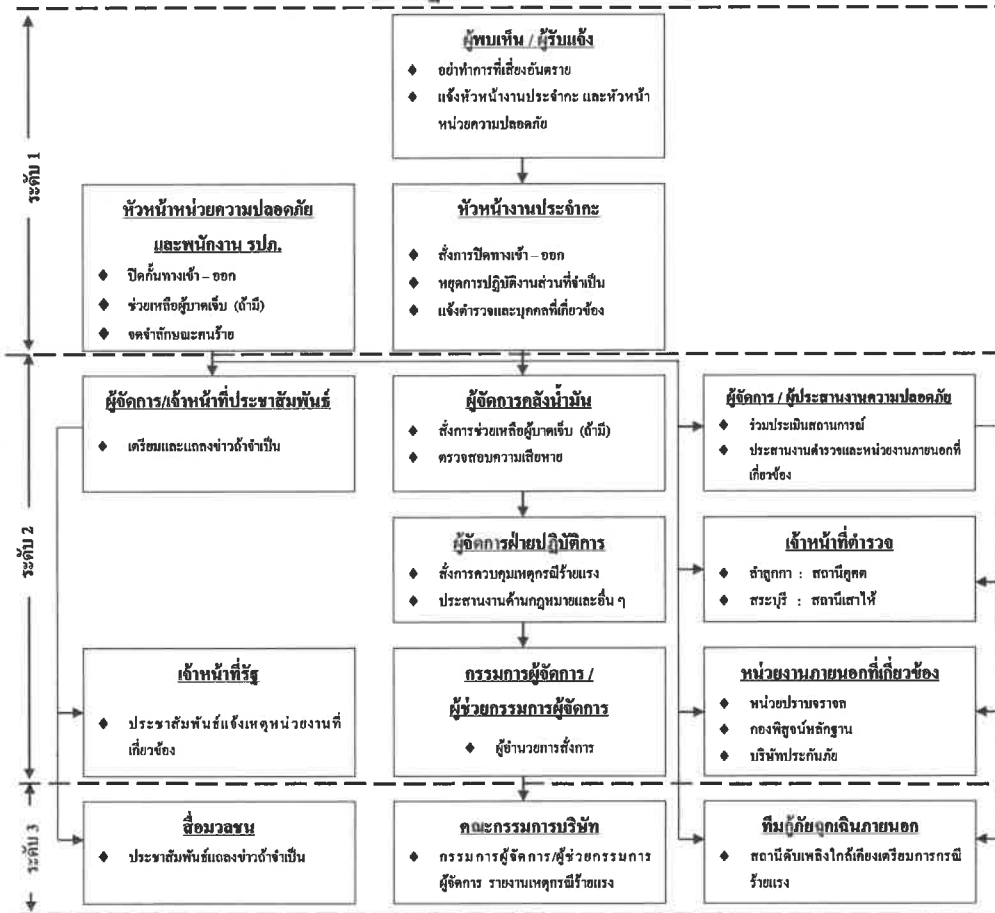 ระดับ 1
ผู้พบเห็น / ผู้รับแจ้ง
◆ อย่าทำการที่เสี่ยงอันตราย
◆ แจ้งหัวหน้างานประจำกะ และหัวหน้า
หน่วยความปลอดภัย
หัวหน้าหน่วยความปลอดภัย
และพนักงาน รปภ.
◆ ปิดกั้นทางเข้า – ออก
◆ ช่วยเหลือผู้บาดเจ็บ (ถ้ามี)
◆ จดจำลักษณะคนร้าย
หัวหน้างานประจำกะ
◆ สั่งการปิดทางเข้า – ออก
◆ หยุดการปฏิบัติงานส่วนที่จำเป็น
◆ แจ้งตำรวจและบุคคลที่เกี่ยวข้อง
ระดับ 2
ผู้จัดการ/เจ้าหน้าที่ประชาสัมพันธ์
◆ เตรียมและแถลงข่าวถ้าจำเป็น
ผู้จัดการคลังน้ำมัน
◆ สั่งการช่วยเหลือผู้บาดเจ็บ (ถ้ามี)
◆ ตรวจสอบความเสียหาย
ผู้จัดการ / ผู้ประสานงานความปลอดภัย
◆ ร่วมประเมินสถานการณ์
◆ ประสานงานตำรวจและหน่วยงานภายนอกที่
เกี่ยวข้อง
ผู้จัดการฝ่ายปฏิบัติการ
◆ สั่งการควบคุมเหตุกรณีร้ายแรง
◆ ประสานงานด้านกฎหมายและอื่น ๆ
เจ้าหน้าที่ตำรวจ
◆ ลำลูกกา : สถานีคูคต
◆ สระบุรี : สถานีเสาไห้
เจ้าหน้าที่รัฐ
◆ ประชาสัมพันธ์แจ้งเหตุหน่วยงานที่
เกี่ยวข้อง
กรรมการผู้จัดการ /
ผู้ช่วยกรรมการผู้จัดการ
◆ ผู้อำนวยการสั่งการ
หน่วยงานภายนอกที่เกี่ยวข้อง
◆ หน่วยปราบจราจล
◆ กองพิสูจน์หลักฐาน
◆ บริษัทประกันภัย
ระดับ 3
สื่อมวลชน
◆ ประชาสัมพันธ์แถลงข่าวถ้าจำเป็น
คณะกรรมการบริษัท
◆ กรรมการผู้จัดการ/ผู้ช่วยกรรมการ
ผู้จัดการ รายงานเหตุกรณีร้ายแรง
ทีมกู้ภัยฉุกเฉินภายนอก
◆ สถานีดับเพลิงใกล้เคียงเตรียมการกรณี
ร้ายแรง